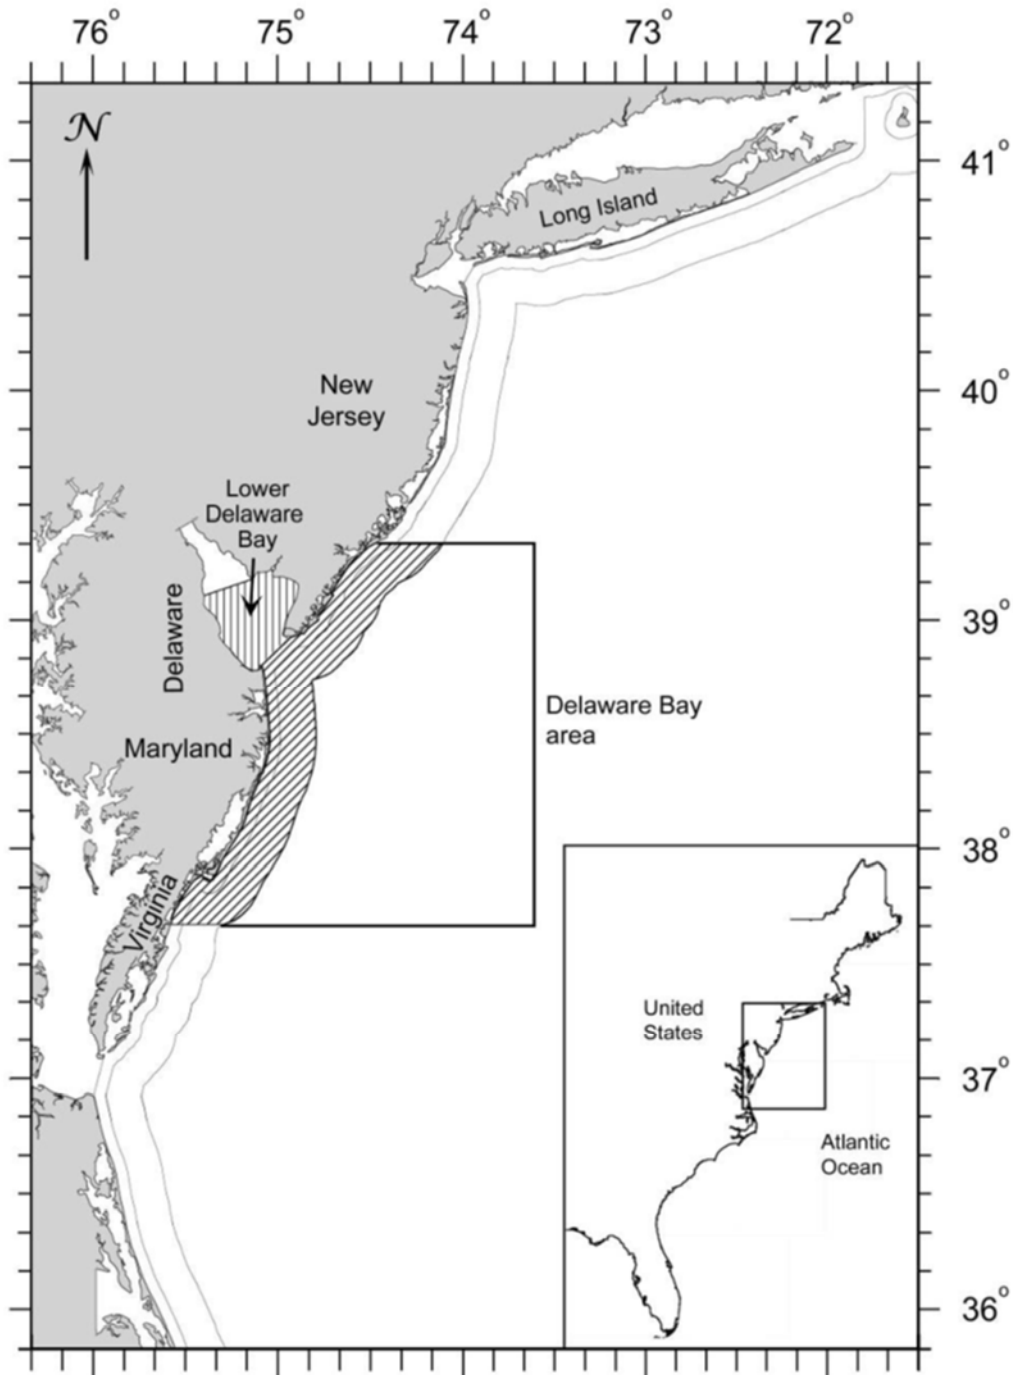 76° 75° 74° 73° 72°
N
41°
Long Island
New
Jersey
40°
Lower
Delaware
Bay
39°
Delaware
Delaware Bay
area
Maryland
38°
Virginia
United
States
37°
Atlantic
Ocean
36°